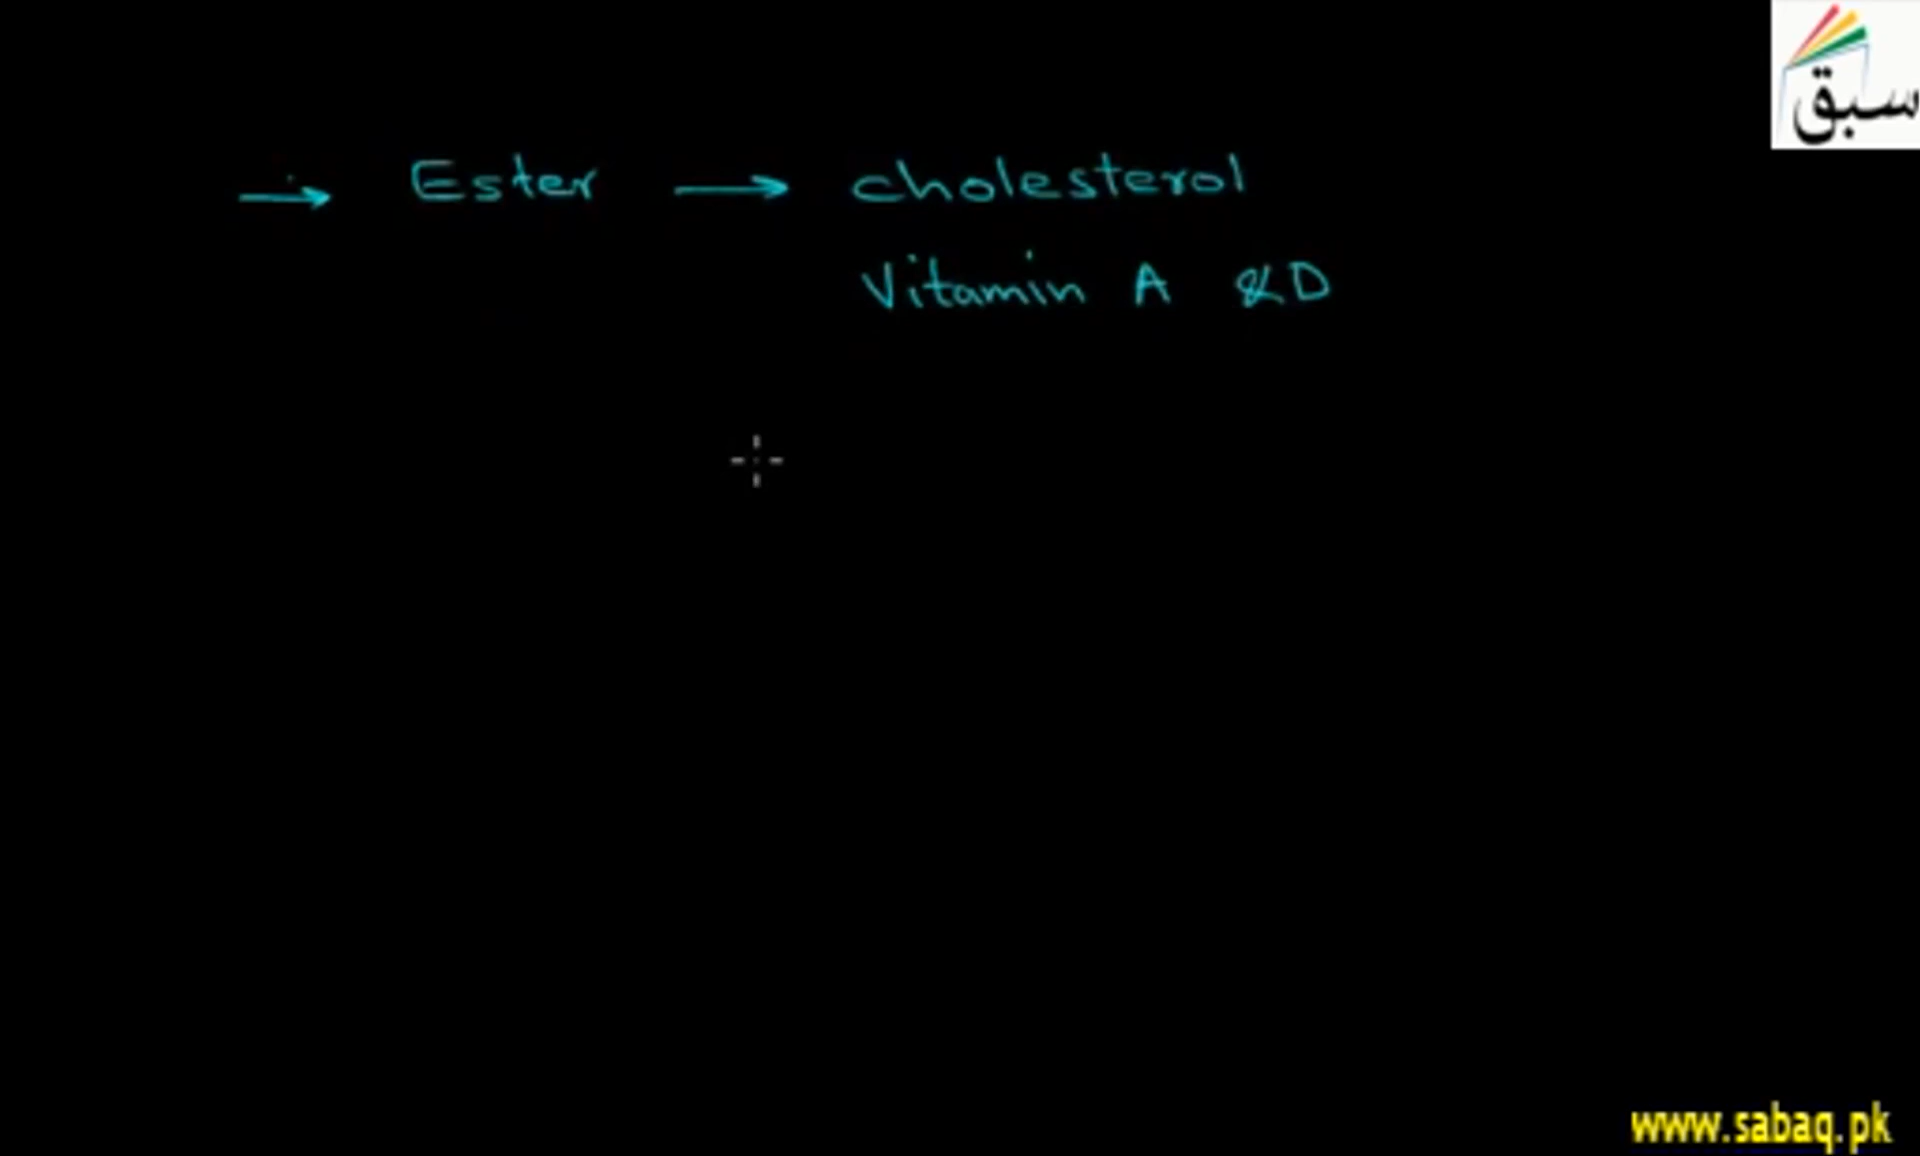 سبق
→ Ester → cholesterol
Vitamin A & D
www.sabaq.pk